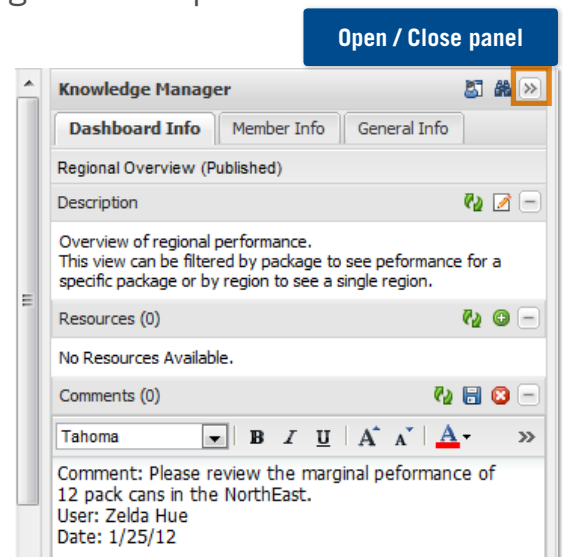 Open / Close panel
Knowledge Manager
Dashboard Info Member Info General Info
Regional Overview (Published)
Description
Overview of regional performance.
This view can be filtered by package to see peformance for a
specific package or by region to see a single region.
Resources (0)
No Resources Available.
Comments (0)
Tahoma B I U A A A »
Comment: Please review the marginal peformance of
12 pack cans in the NorthEast.
User: Zelda Hue
Date: 1/25/12